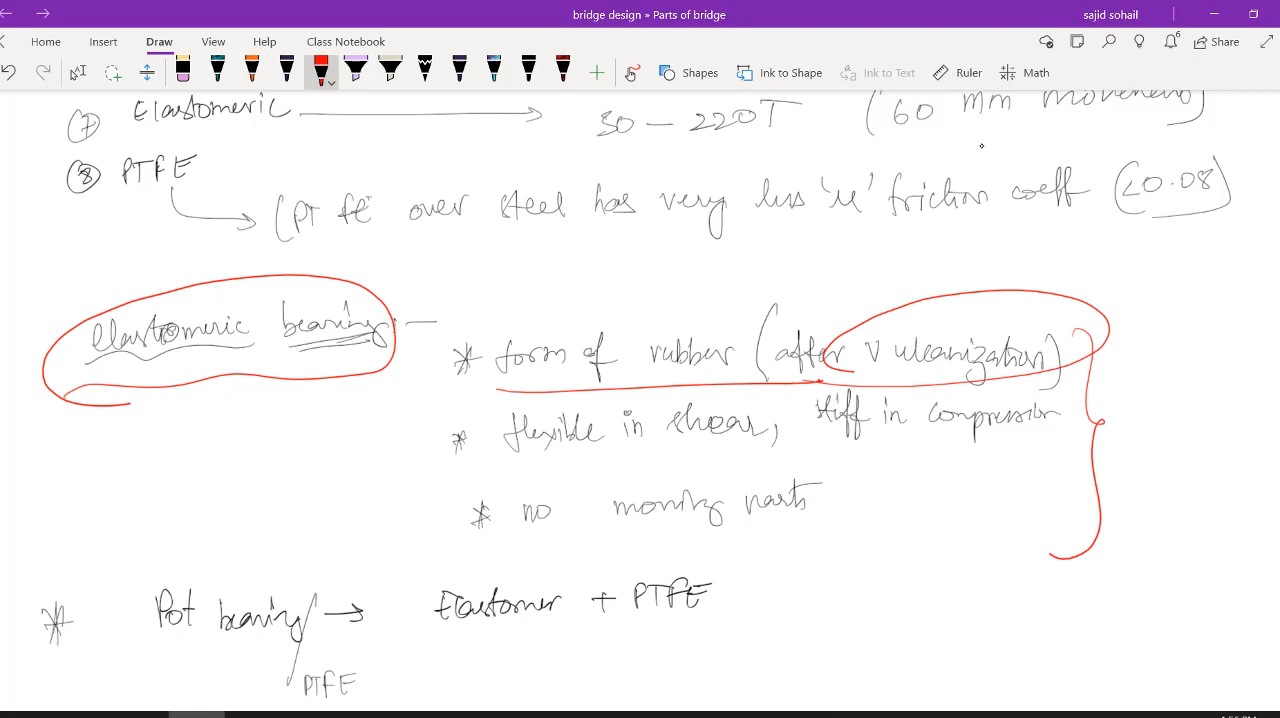 bridge design » Parts of bridge
sajid sohail
Home Insert Draw View Help Class Notebook
Share
Shapes Ink to Shape Ink to Text Ruler Math
(7) Elastomeric → 30 – 220T (60 mm movement)
(8) PTFE
(PTFE over steel has very less 'μ' friction coeff (≤0.08)
elastomeric bearing: —
* form of rubber (after vulcanization)
* flexible in shear, stiff in compression
* no moving parts
* Pot bearing → Elastomer + PTFE
PTFE